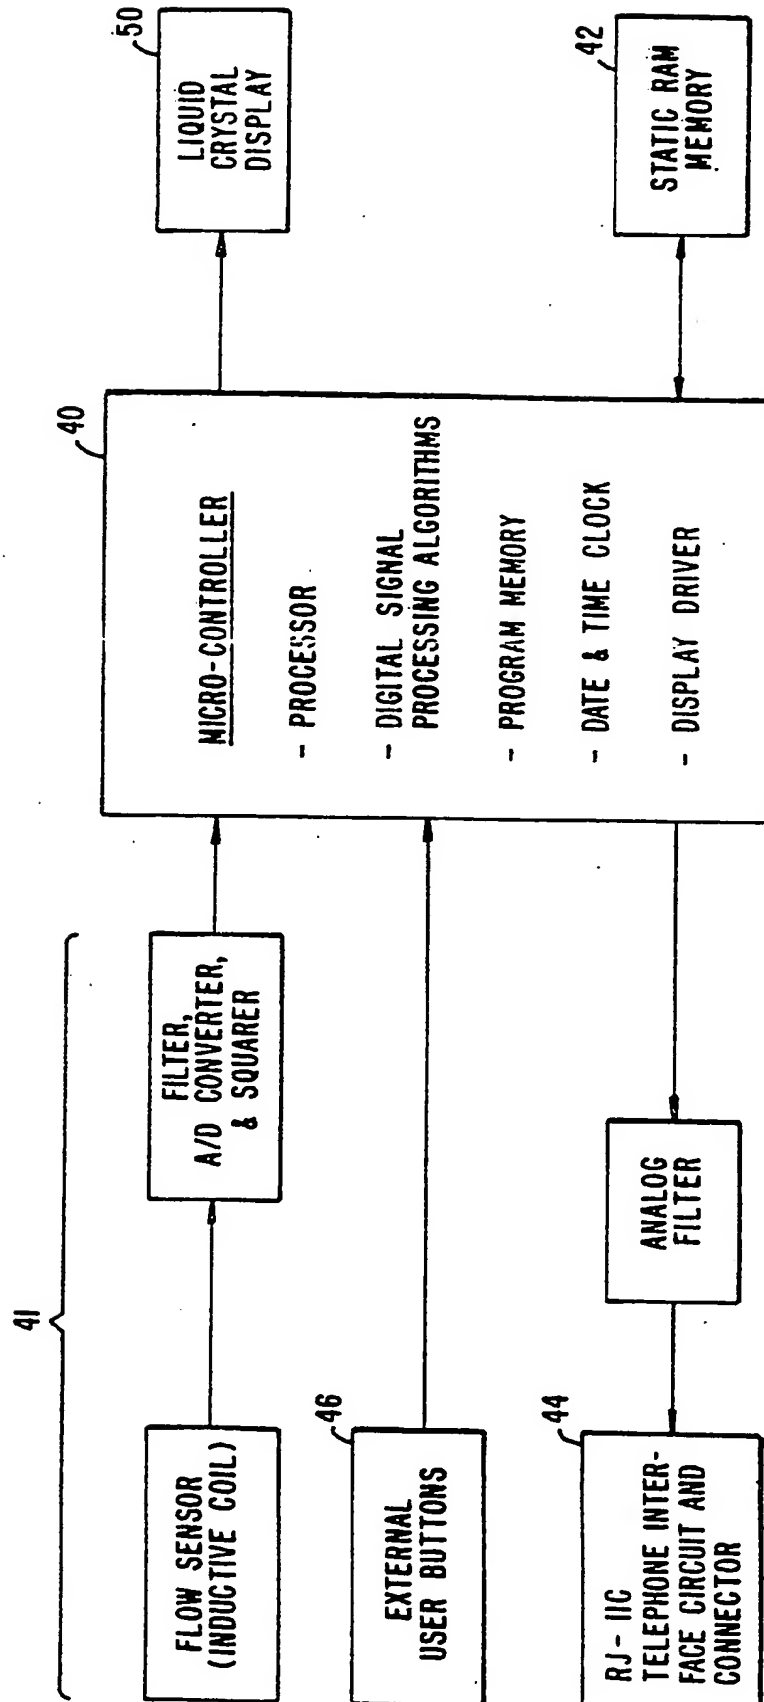 41
FLOW SENSOR
(INDUCTIVE COIL)
FILTER,
A/D CONVERTER,
& SQUARER
46
EXTERNAL
USER BUTTONS
44
RJ-11C
TELEPHONE INTER-
FACE CIRCUIT AND
CONNECTOR
ANALOG
FILTER
40
MICRO-CONTROLLER
- PROCESSOR
- DIGITAL SIGNAL
PROCESSING ALGORITHMS
- PROGRAM MEMORY
- DATE & TIME CLOCK
- DISPLAY DRIVER
50
LIQUID
CRYSTAL
DISPLAY
42
STATIC RAM
MEMORY